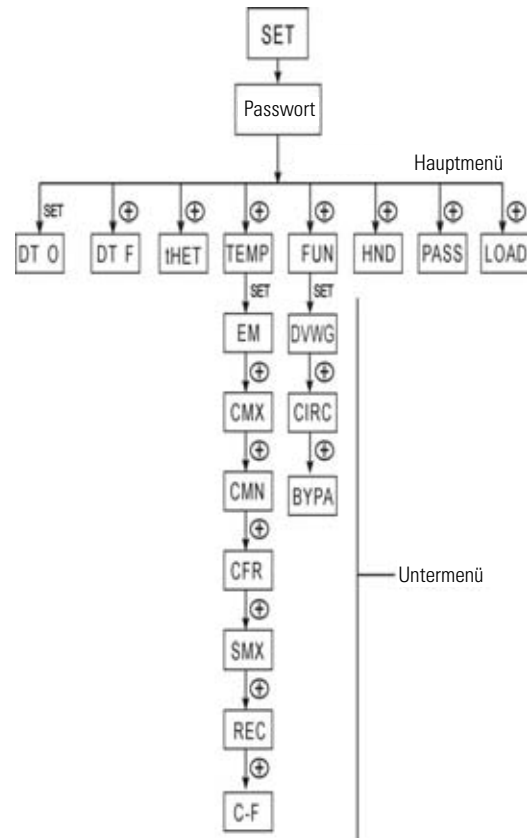 SET
Passwort
Hauptmenü
SET
DT O
DT F
tHET
TEMP
FUN
HND
PASS
LOAD
SET
SET
EM
DVWG
CMX
CIRC
CMN
BYPA
CFR
Untermenü
SMX
REC
C-F